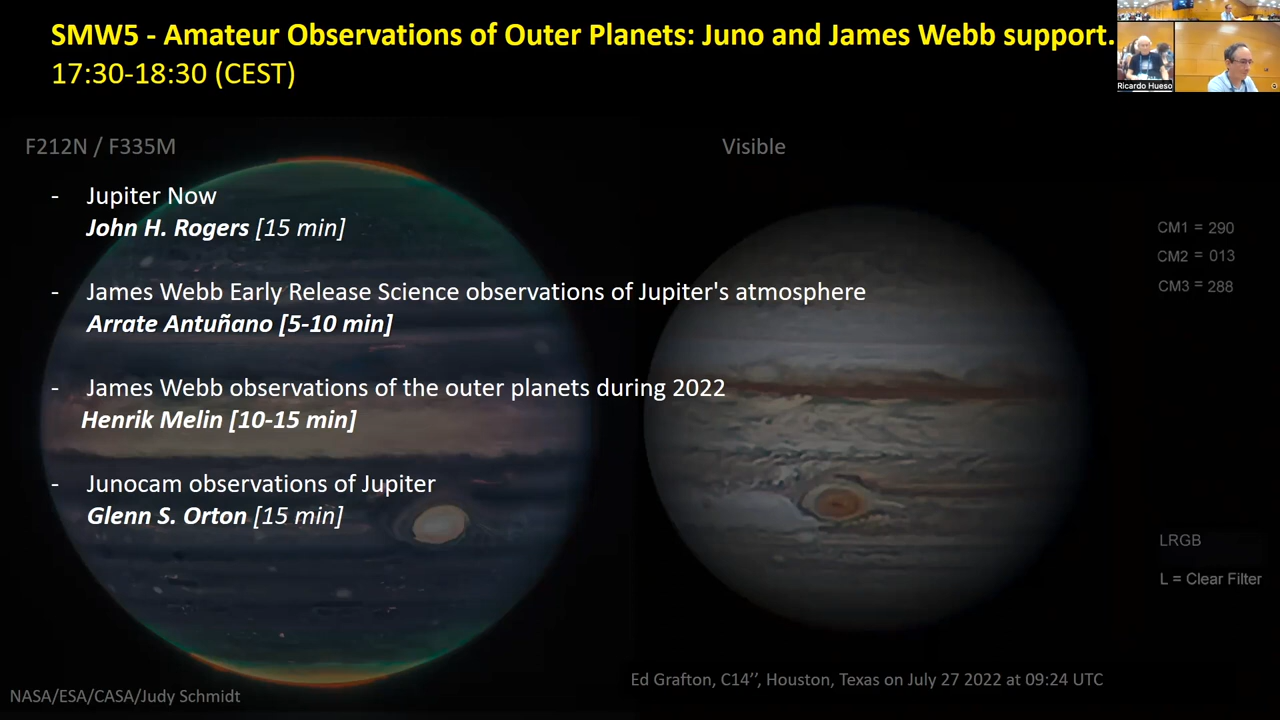 SMW5 - Amateur Observations of Outer Planets: Juno and James Webb support.
17:30-18:30 (CEST)
Ricardo Hueso
F212N / F335M
Visible
- Jupiter Now
John H. Rogers [15 min]
CM1 = 290
CM2 = 013
CM3 = 288
- James Webb Early Release Science observations of Jupiter's atmosphere
Arrate Antuñano [5-10 min]
- James Webb observations of the outer planets during 2022
Henrik Melin [10-15 min]
- Junocam observations of Jupiter
Glenn S. Orton [15 min]
LRGB
L = Clear Filter
Ed Grafton, C14’’, Houston, Texas on July 27 2022 at 09:24 UTC
NASA/ESA/CASA/Judy Schmidt